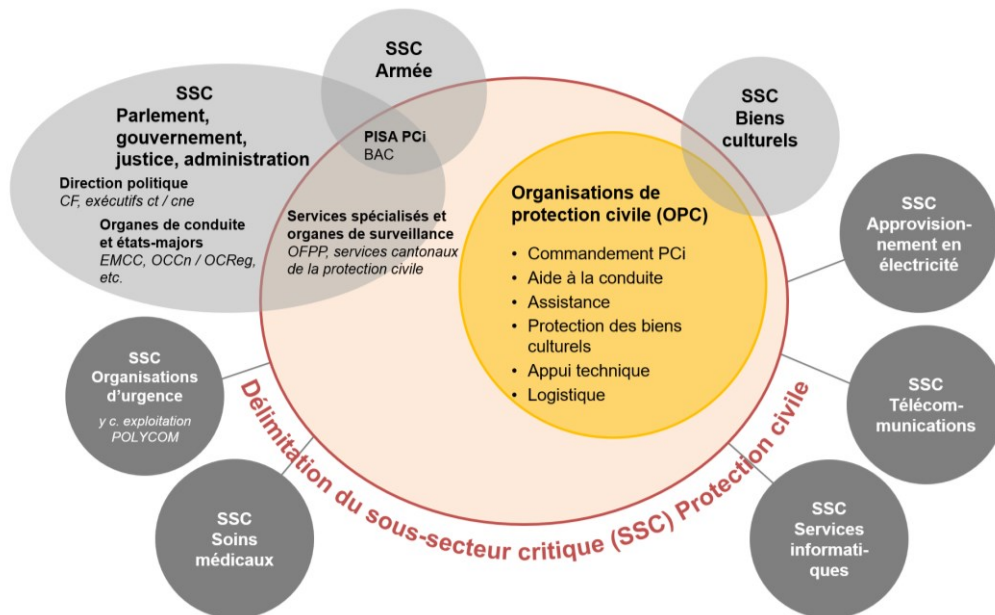 SSC
Armée
SSC
Parlement,
gouvernement,
justice, administration
Direction politique
CF, exécutifs ct / cne
Organes de conduite
et états-majors
EMCC, OCCn / OCReg,
etc.
PISA PCi
BAC
Services spécialisés et
organes de surveillance
OFPP, services cantonaux
de la protection civile
SSC
Biens
culturels
Organisations de
protection civile (OPC)
• Commandement PCi
• Aide à la conduite
• Assistance
• Protection des biens
culturels
• Appui technique
• Logistique
SSC
Approvision-
nement en
électricité
SSC
Télécom-
munications
SSC
Services
informati-
ques
SSC
Organisations
d'urgence
y c. exploitation
POLYCOM
SSC
Soins
médicaux
Délimitation du sous-secteur critique (SSC) Protection civile